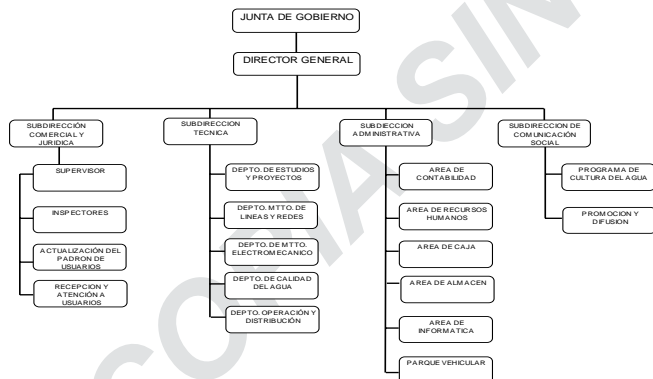 JUNTA DE GOBIERNO
DIRECTOR GENERAL
SUBDIRECCIÓN
COMERCIAL Y
JURIDICA
SUPERVISOR
INSPECTORES
ACTUALIZACIÓN DEL
PADRON DE
USUARIOS
RECEPCION Y
ATENCIÓN A
USUARIOS
SUBDIRECCION
TECNICA
DEPTO. DE ESTUDIOS
Y PROYECTOS
DEPTO. MTTO. DE
LINEAS Y REDES
DEPTO. DE MTTO.
ELECTROMECANICO
DEPTO. DE CALIDAD
DEL AGUA
DEPTO. OPERACIÓN Y
DISTRIBUCIÓN
SUBDIECCION
ADMINISTRATIVA
AREA DE
CONTABILIDAD
AREA DE RECURSOS
HUMANOS
AREA DE CAJA
AREA DE ALMACEN
AREA DE
INFORMATICA
PARQUE VEHICULAR
SUBDIRECCION DE
COMUNICACIÓN
SOCIAL
PROGRAMA DE
CULTURA DEL AGUA
PROMOCION Y
DIFUSION
COPIA SIN